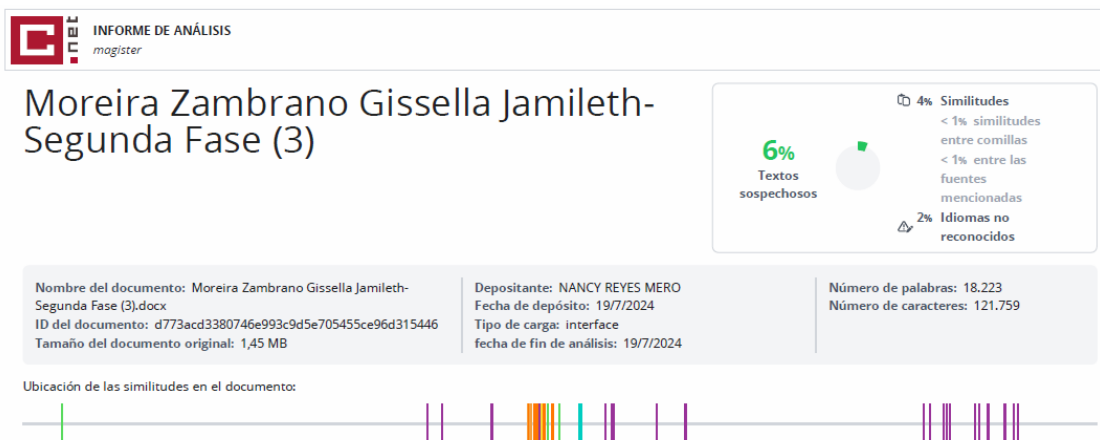 C.net
INFORME DE ANÁLISIS
magister
Moreira Zambrano Gissella Jamileth-
Segunda Fase (3)
6%
Textos
sospechosos
4% Similitudes
< 1% similitudes
entre comillas
< 1% entre las
fuentes
mencionadas
2% Idiomas no
reconocidos
Nombre del documento: Moreira Zambrano Gissella Jamileth-
Segunda Fase (3).docx
ID del documento: d773acd3380746e993c9d5e705455ce96d315446
Tamaño del documento original: 1,45 MB
Depositante: NANCY REYES MERO
Fecha de depósito: 19/7/2024
Tipo de carga: interface
fecha de fin de análisis: 19/7/2024
Número de palabras: 18.223
Número de caracteres: 121.759
Ubicación de las similitudes en el documento: